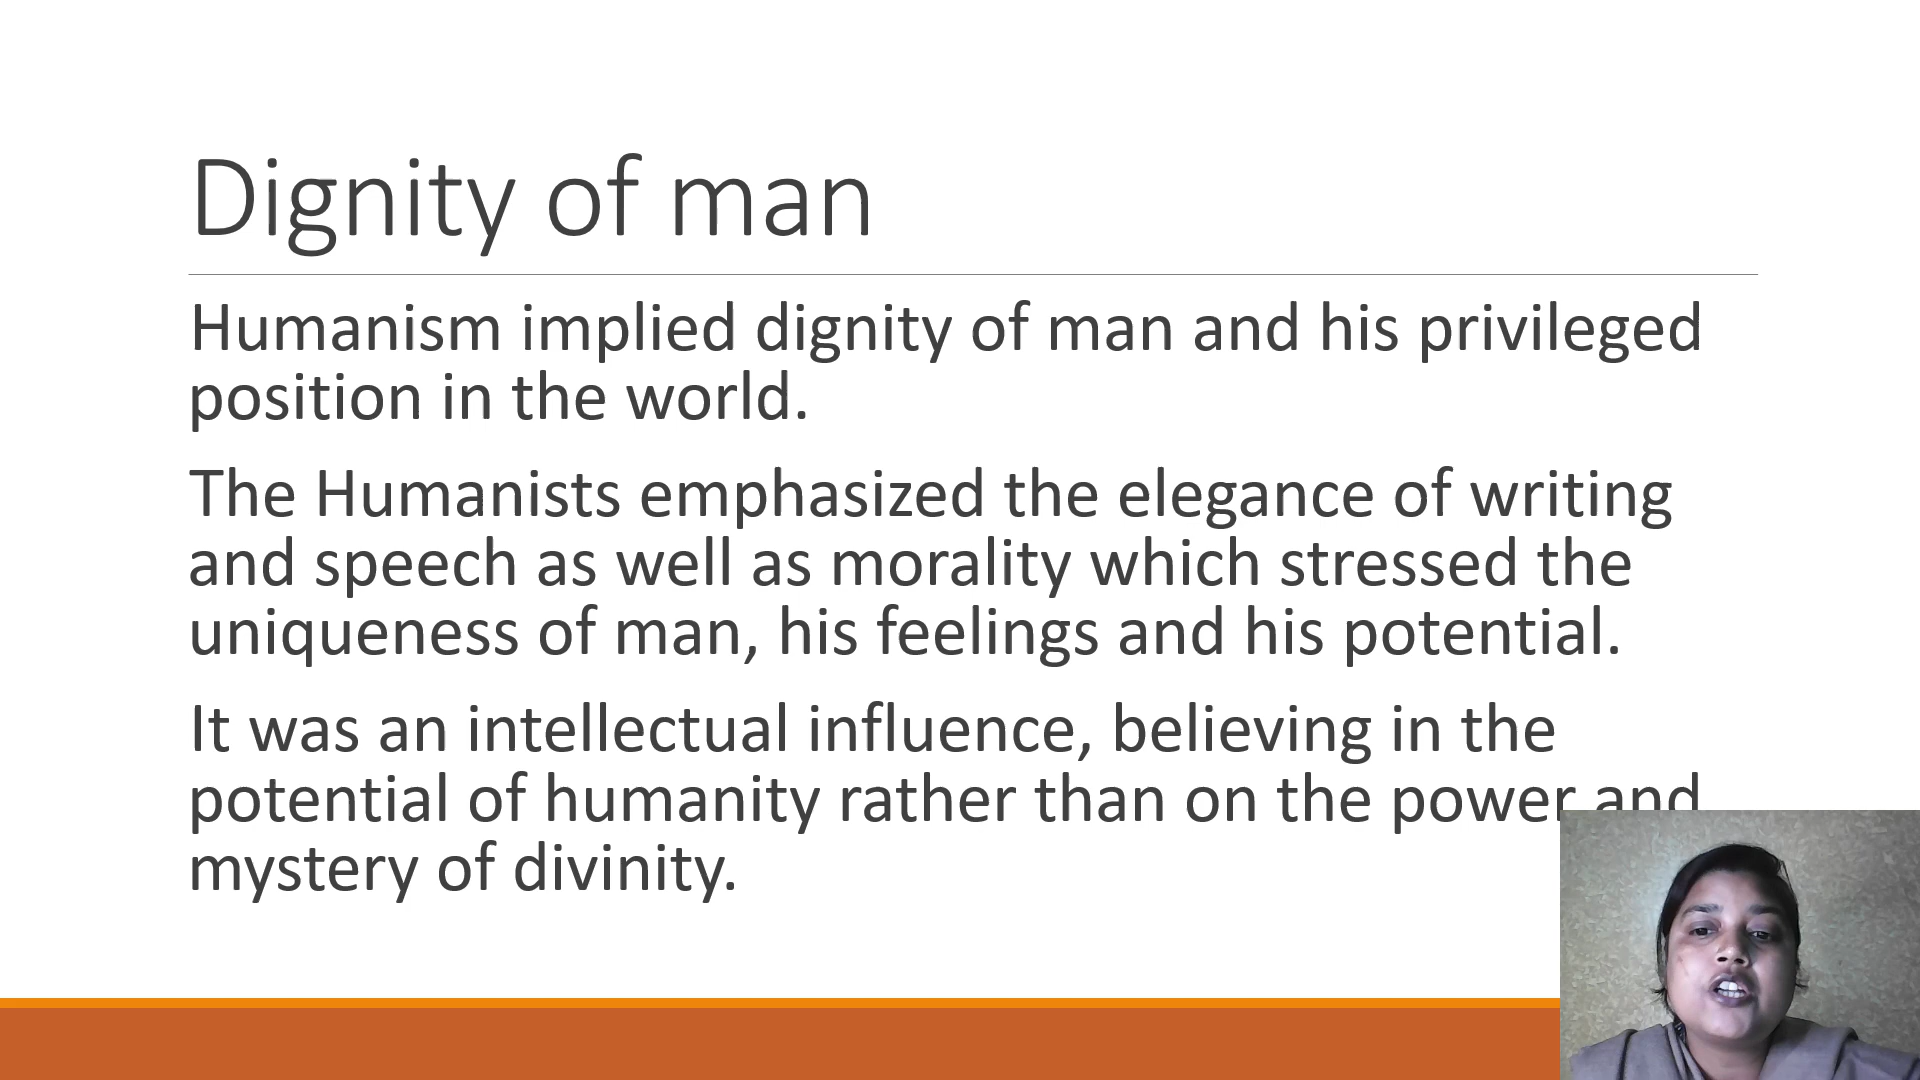 Dignity of man
Humanism implied dignity of man and his privileged
position in the world.
The Humanists emphasized the elegance of writing
and speech as well as morality which stressed the
uniqueness of man, his feelings and his potential.
It was an intellectual influence, believing in the
potential of humanity rather than on the power and
mystery of divinity.